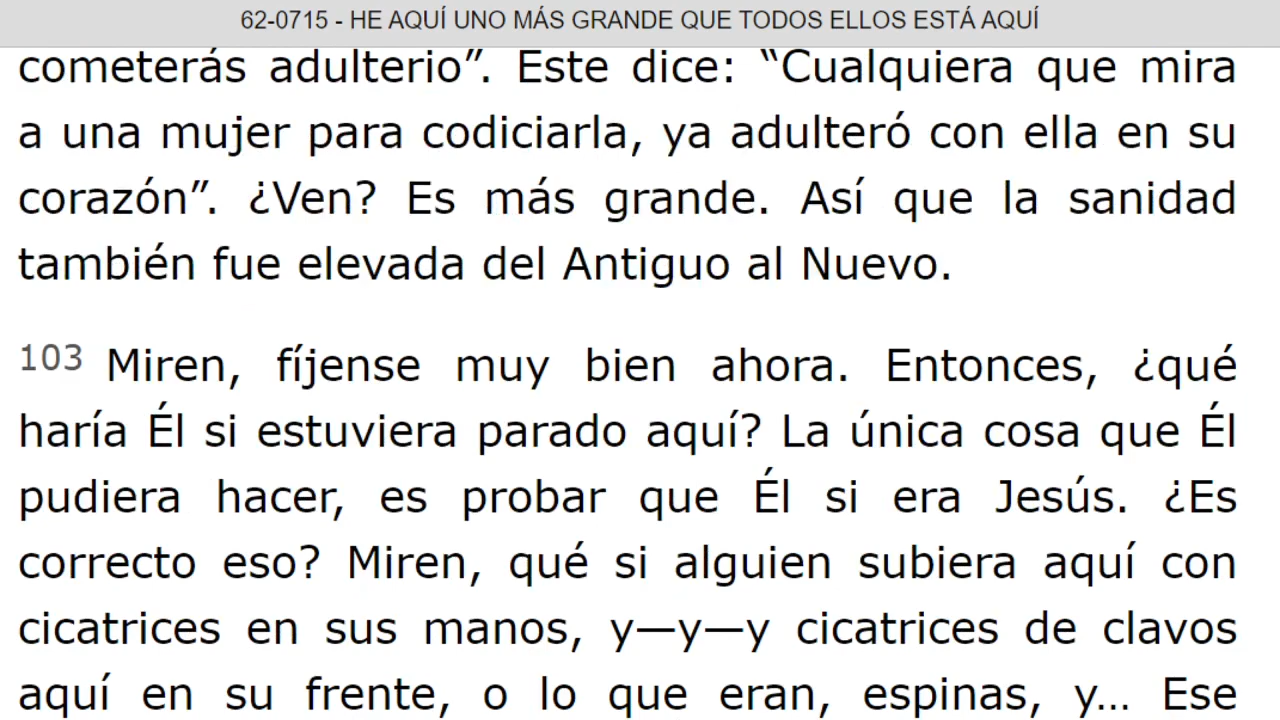 62-0715 - HE AQUÍ UNO MÁS GRANDE QUE TODOS ELLOS ESTÁ AQUÍ
cometerás adulterio”. Este dice: “Cualquiera que mira
a una mujer para codiciarla, ya adulteró con ella en su
corazón”. ¿Ven? Es más grande. Así que la sanidad
también fue elevada del Antiguo al Nuevo.
103 Miren, fíjense muy bien ahora. Entonces, ¿qué
haría Él si estuviera parado aquí? La única cosa que Él
pudiera hacer, es probar que Él si era Jesús. ¿Es
correcto eso? Miren, qué si alguien subiera aquí con
cicatrices en sus manos, y—y—y cicatrices de clavos
aquí en su frente, o lo que eran, espinas, y… Ese